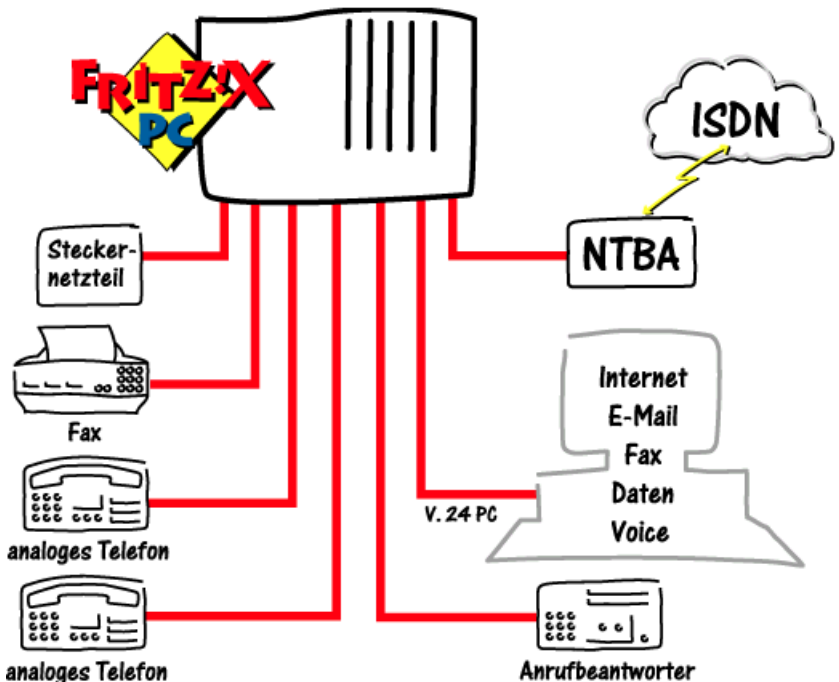 FRITZ!X
PC
ISDN
NTBA
Stecker-
netzteil
Fax
analoges Telefon
analoges Telefon
Internet
E-Mail
Fax
Daten
Voice
V. 24 PC
Anrufbeantworter